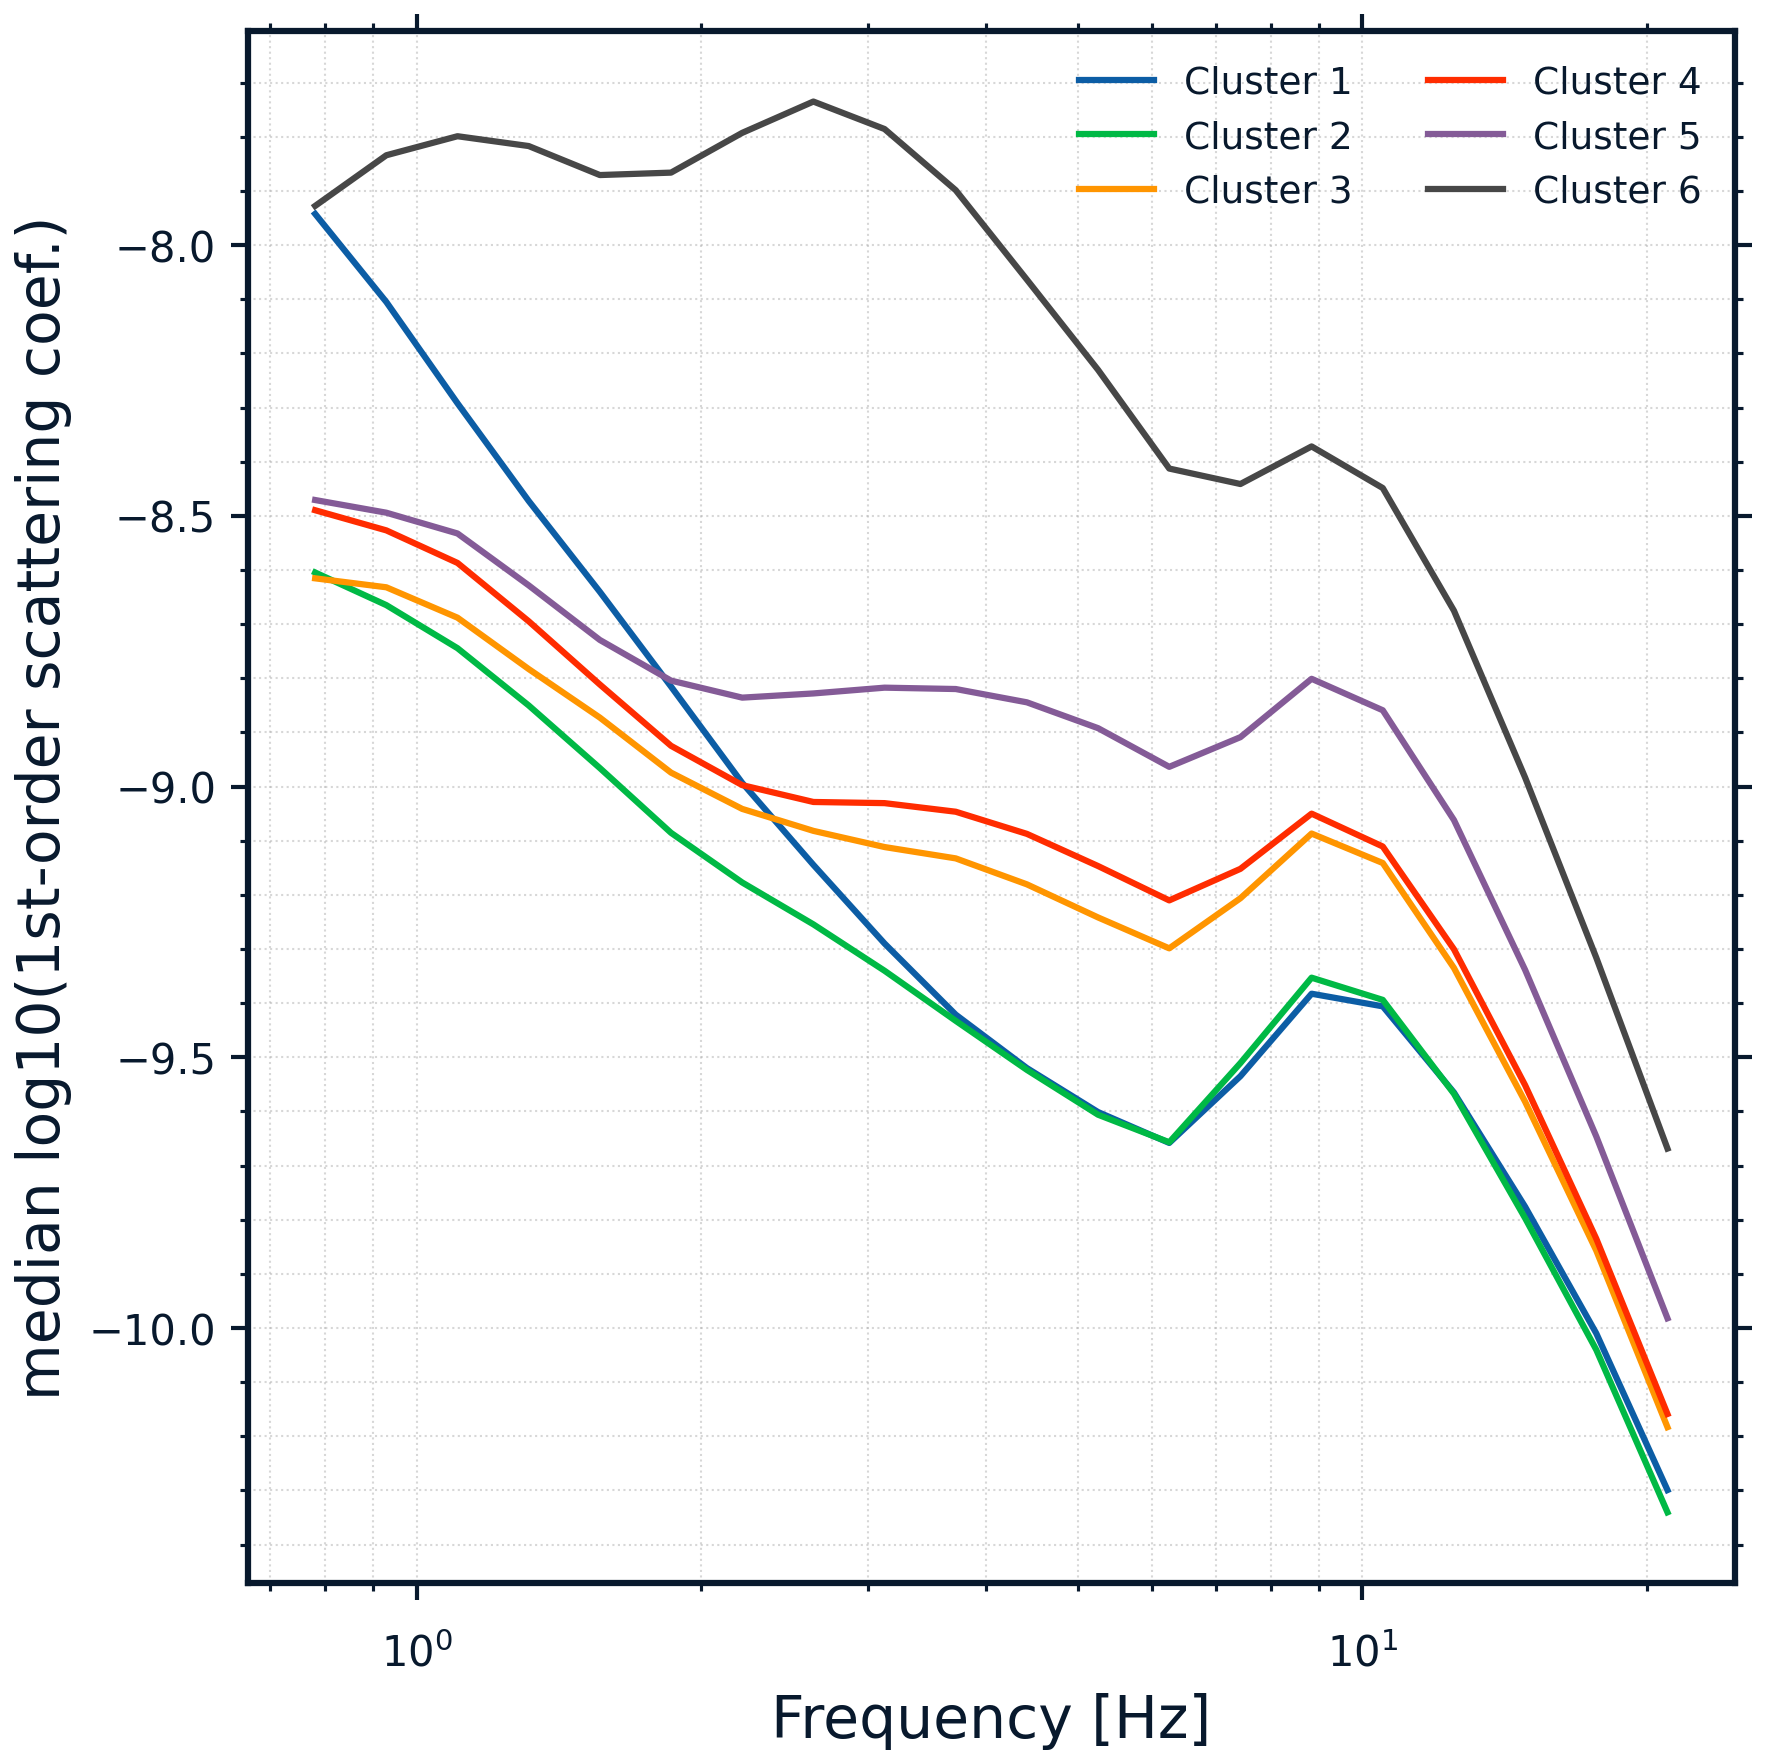 Cluster 1
Cluster 2
Cluster 3
Cluster 4
Cluster 5
Cluster 6
median log10(1st-order scattering coef.)
−8.0
−8.5
−9.0
−9.5
−10.0
10⁰
10¹
Frequency [Hz]